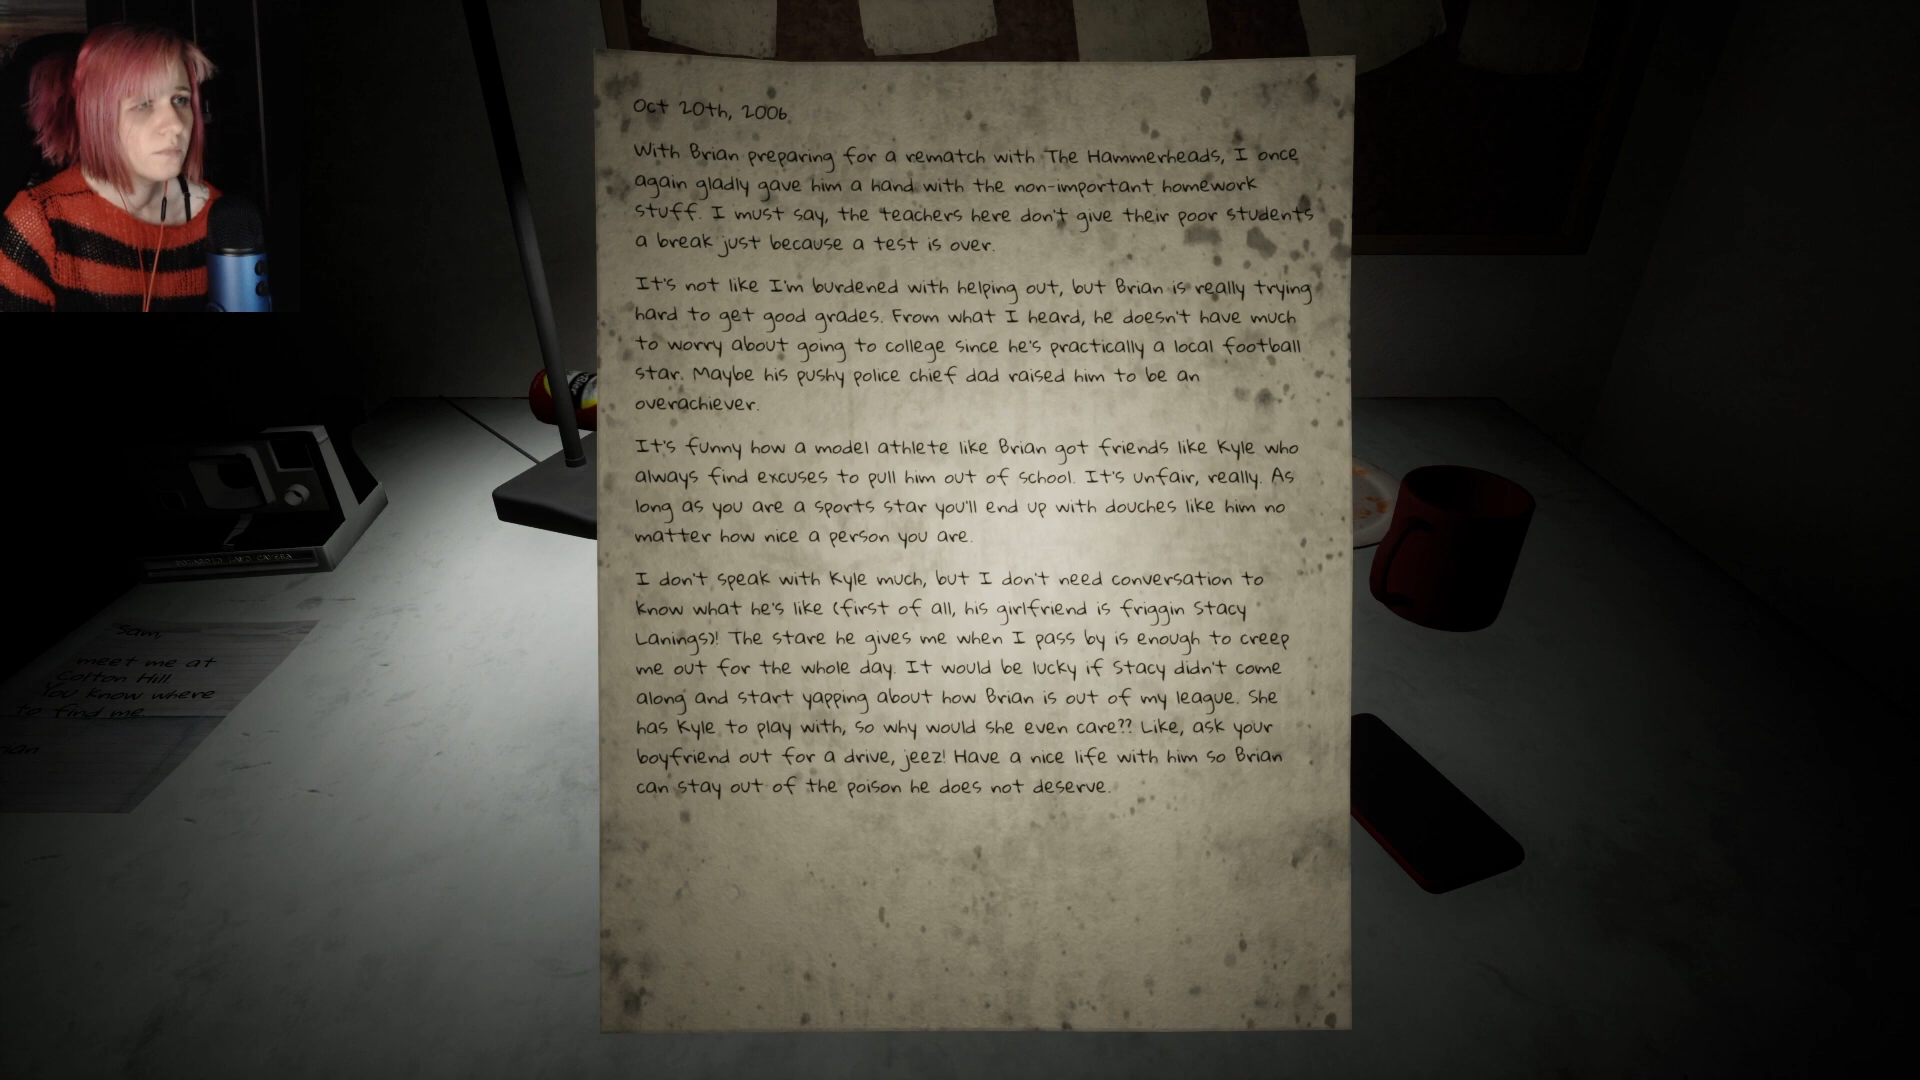 Oct 20th, 2006
With Brian preparing for a rematch with The Hammerheads, I once
again gladly gave him a hand with the non-important homework
stuff. I must say, the teachers here don't give their poor students
a break just because a test is over.
It's not like I'm burdened with helping out, but Brian is really trying
hard to get good grades. From what I heard, he doesn't have much
to worry about going to college since he's practically a local football
star. Maybe his pushy police chief dad raised him to be an
overachiever.
It's funny how a model athlete like Brian got friends like Kyle who
always find excuses to pull him out of school. It's unfair, really. As
long as you are a sports star you'll end up with douches like him no
matter how nice a person you are.
I don't speak with Kyle much, but I don't need conversation to
know what he's like (first of all, his girlfriend is friggin Stacy
Lanings)! The stare he gives me when I pass by is enough to creep
me out for the whole day. It would be lucky if Stacy didn't come
along and start yapping about how Brian is out of my league. She
has Kyle to play with, so why would she even care?? Like, ask your
boyfriend out for a drive, jeez! Have a nice life with him so Brian
can stay out of the poison he does not deserve.
Sam,
meet me at
Colton Hill.
You know where
to find me.
LAND CAMERA